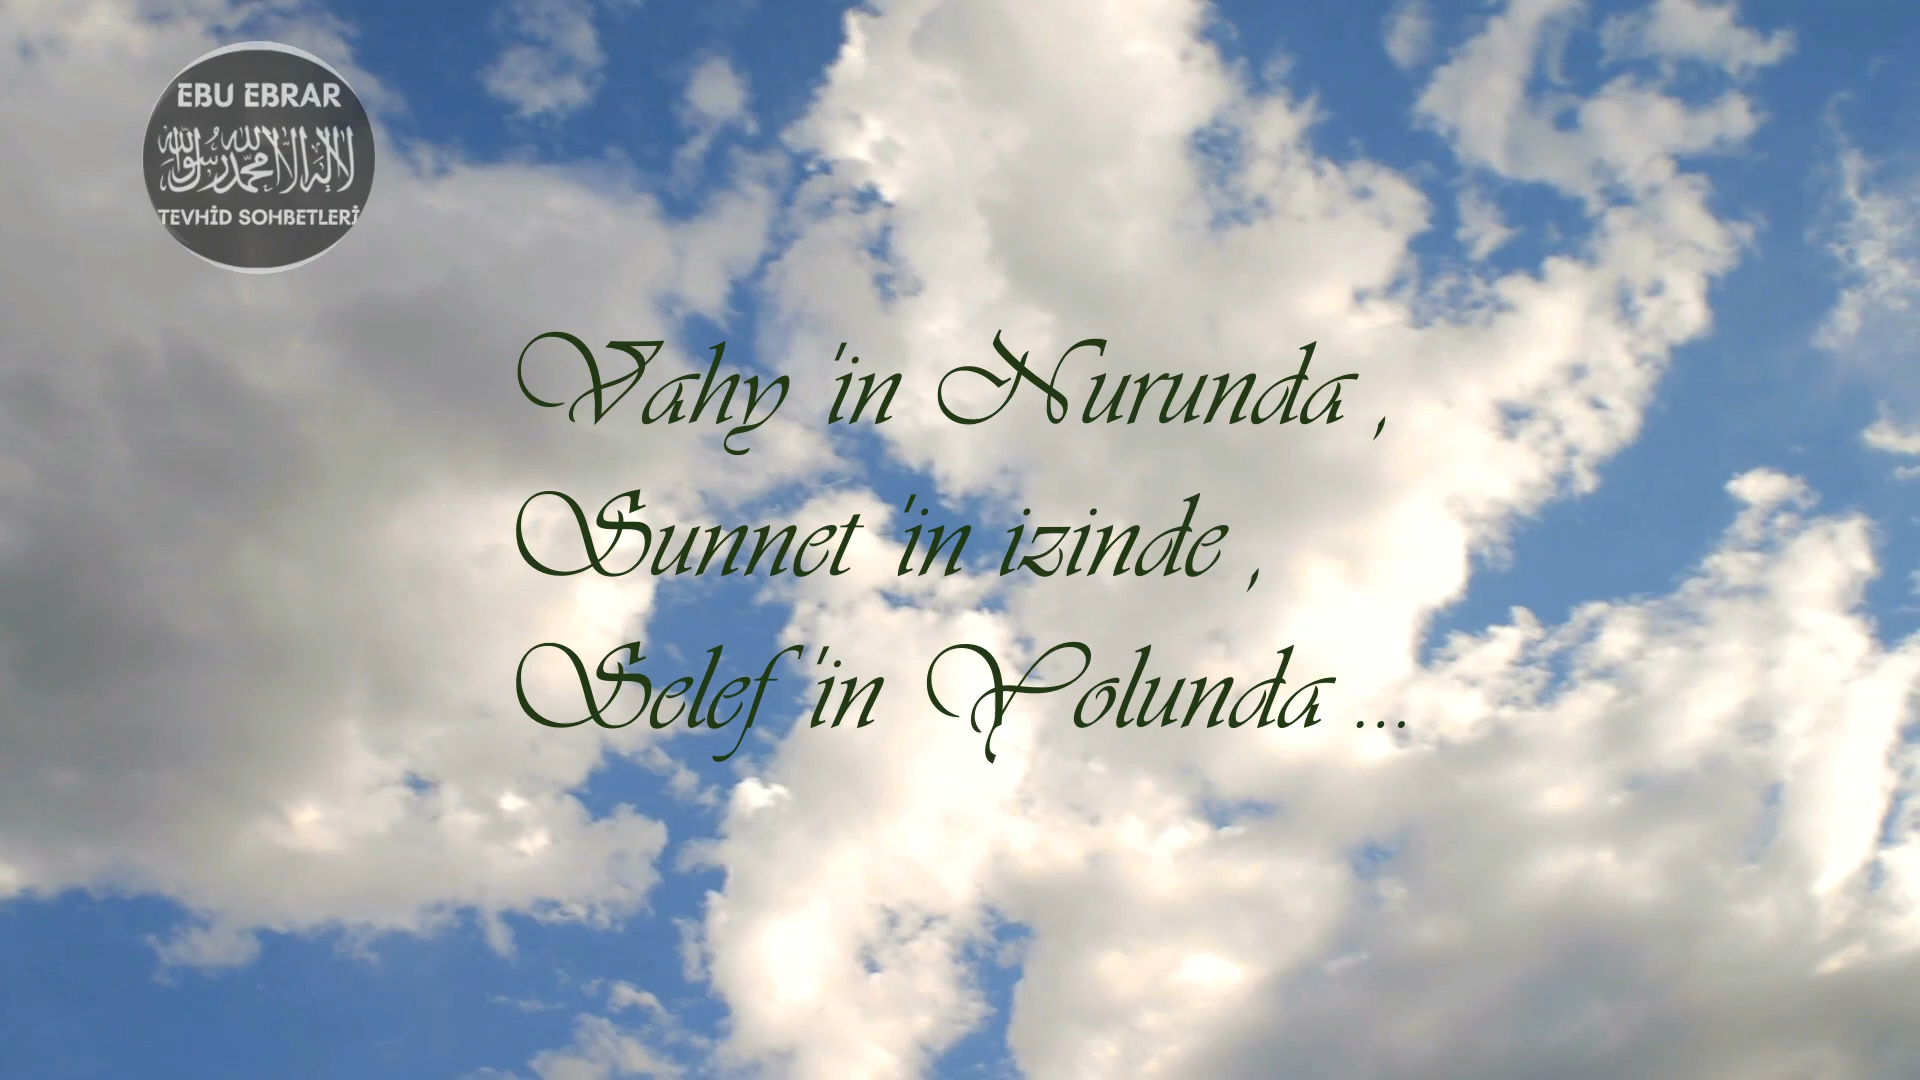 EBU EBRAR
لا إله إلا الله محمد رسول الله
TEVHİD SOHBETLERİ
Vahy 'in Nurunda ,
Sunnet 'in izinde ,
Selef 'in Yolunda ...